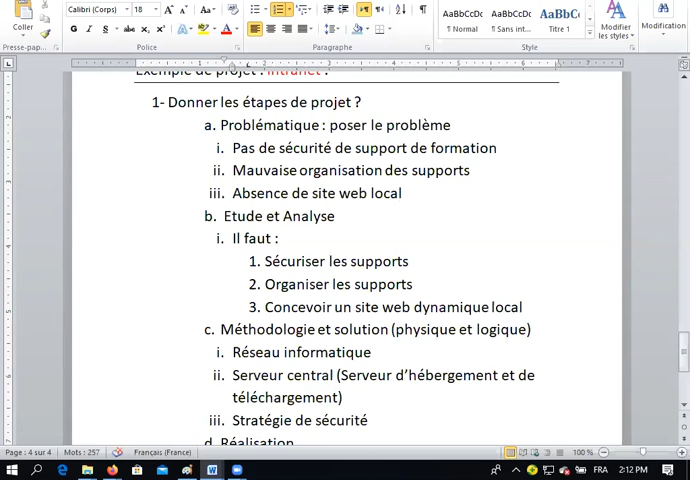 Calibri (Corps) 18 A A Aa AaBbCcDc AaBbCcDc AaBbC
Coller G I S abc Normal Sans int... Titre 1 Modifier les styles Modification
Presse-pap... Police Paragraphe Style
Exemple de projet : intranet .
1- Donner les étapes de projet ?
a. Problématique : poser le problème
i. Pas de sécurité de support de formation
ii. Mauvaise organisation des supports
iii. Absence de site web local
b. Etude et Analyse
i. Il faut :
1. Sécuriser les supports
2. Organiser les supports
3. Concevoir un site web dynamique local
c. Méthodologie et solution (physique et logique)
i. Réseau informatique
ii. Serveur central (Serveur d’hébergement et de
téléchargement)
iii. Stratégie de sécurité
d. Réalisation
Page : 4 sur 4 Mots : 257 Français (France) 100 %
FRA 2:12 PM